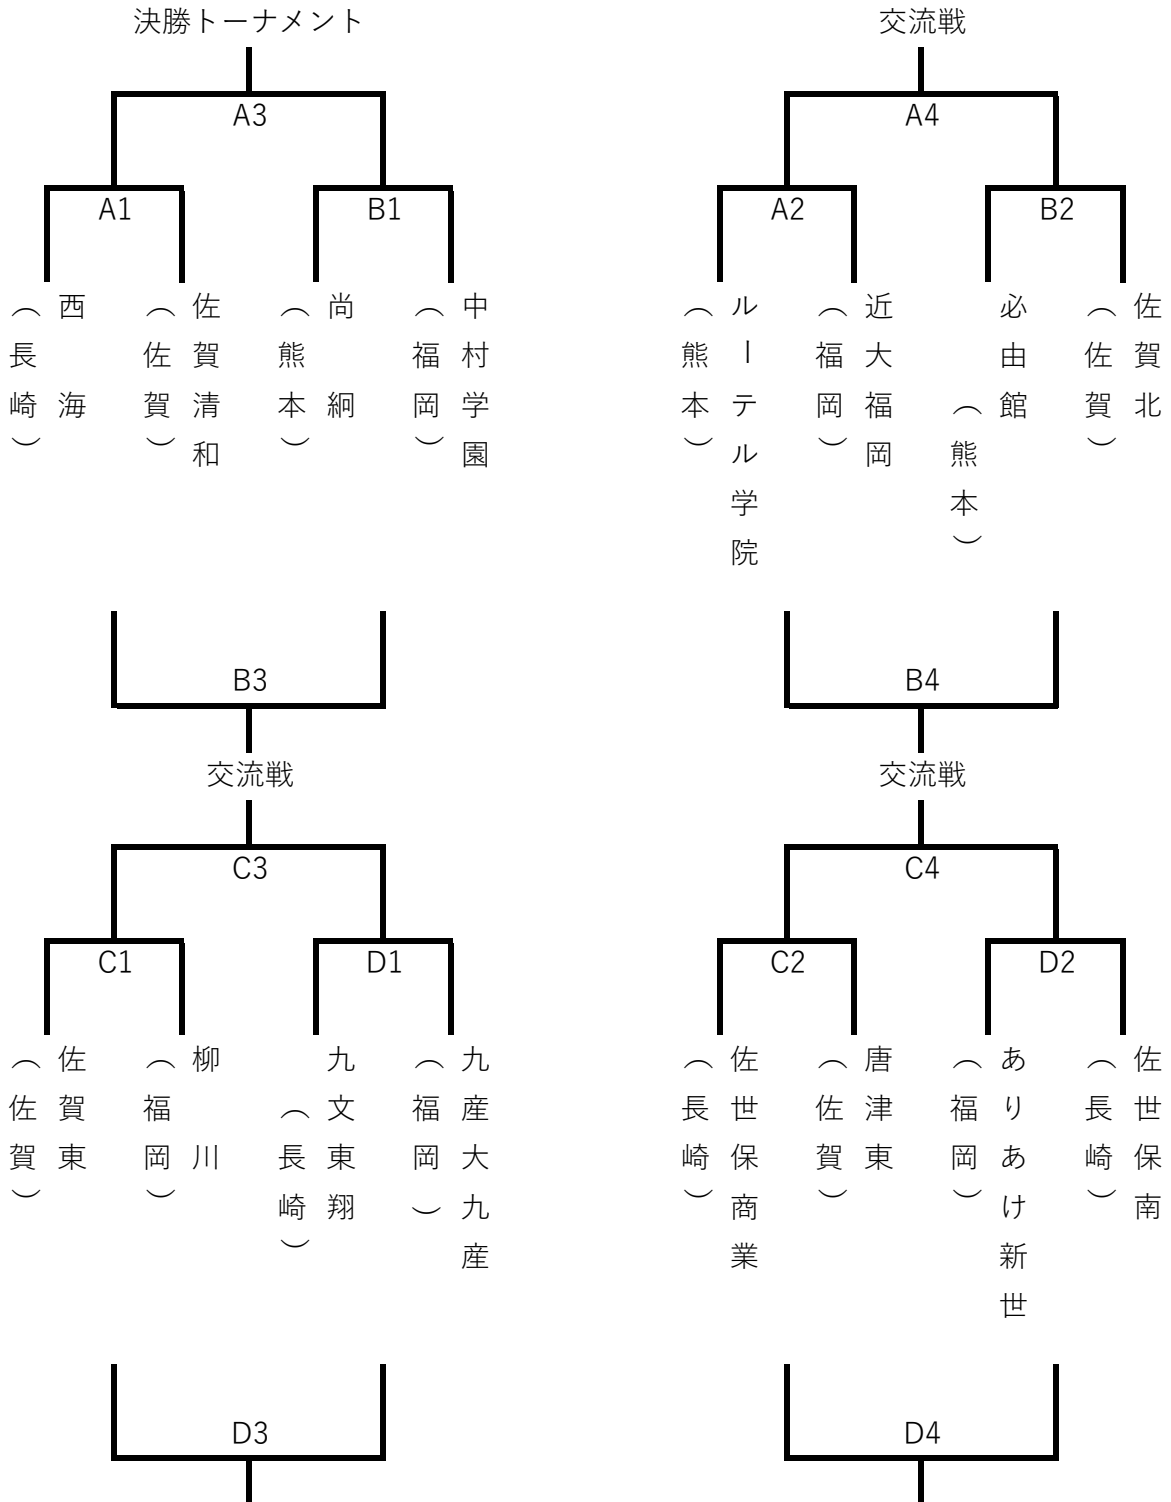 決勝トーナメント
A3
A1
B1
西海
（長崎）
佐賀清和
（佐賀）
尚絅
（熊本）
中村学園
（福岡）
B3
交流戦
A4
A2
B2
ルーテル学院
（熊本）
近大福岡
（福岡）
必由館
（熊本）
佐賀北
（佐賀）
B4
交流戦
C3
C1
D1
佐賀東
（佐賀）
柳川
（福岡）
九文東翔
（長崎）
九産大九産
（福岡）
D3
交流戦
C4
C2
D2
佐世保商業
（長崎）
唐津東
（佐賀）
ありあけ新世
（福岡）
佐世保南
（長崎）
D4